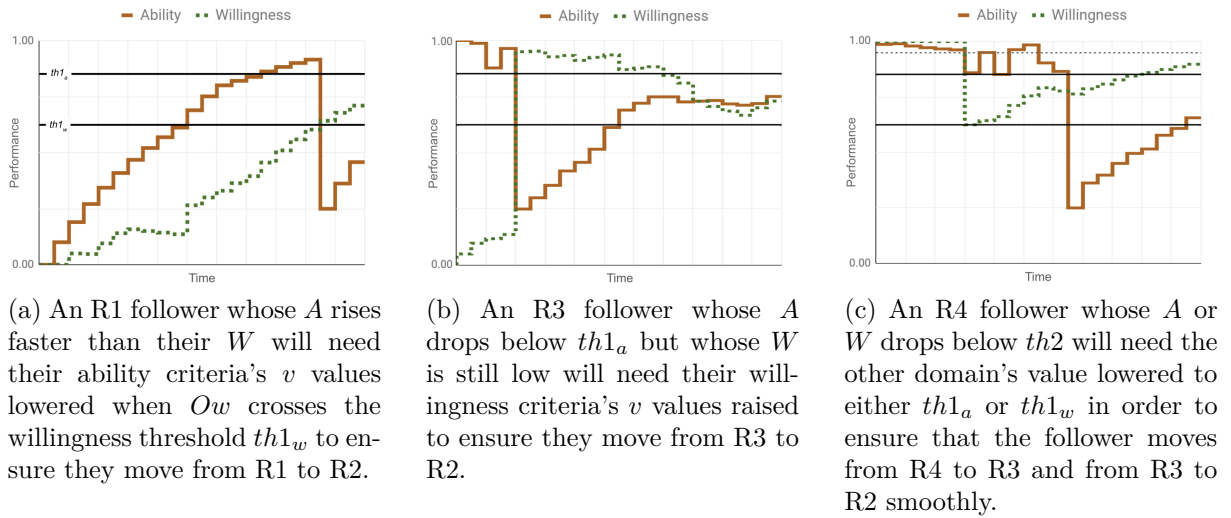 Ability Willingness
1.00
th1a
th1w
Performance
0.00
Time
(a) An R1 follower whose A rises
faster than their W will need
their ability criteria's v values
lowered when Ow crosses the
willingness threshold th1w to en-
sure they move from R1 to R2.
Ability Willingness
1.00
Performance
0.00
Time
(b) An R3 follower whose A
drops below th1a but whose W
is still low will need their will-
ingness criteria's v values raised
to ensure they move from R3 to
R2.
Ability Willingness
1.00
Performance
0.00
Time
(c) An R4 follower whose A or
W drops below th2 will need the
other domain's value lowered to
either th1a or th1w in order to
ensure that the follower moves
from R4 to R3 and from R3 to
R2 smoothly.